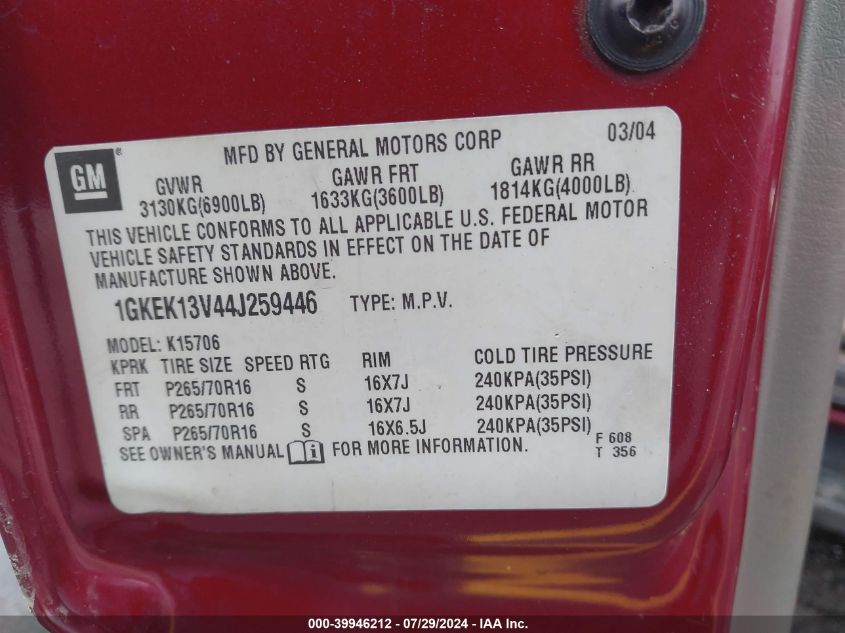 03/04
MFD BY GENERAL MOTORS CORP
GM®
GVWR GAWR FRT GAWR RR
3130KG(6900LB) 1633KG(3600LB) 1814KG(4000LB)
THIS VEHICLE CONFORMS TO ALL APPLICABLE U.S. FEDERAL MOTOR
VEHICLE SAFETY STANDARDS IN EFFECT ON THE DATE OF
MANUFACTURE SHOWN ABOVE.
1GKEK13V44J259446 TYPE: M.P.V.
MODEL: K15706
KPRK TIRE SIZE SPEED RTG RIM COLD TIRE PRESSURE
FRT P265/70R16 S 16X7J 240KPA(35PSI)
RR P265/70R16 S 16X7J 240KPA(35PSI)
SPA P265/70R16 S 16X6.5J 240KPA(35PSI)
SEE OWNER'S MANUAL i FOR MORE INFORMATION.
F 608
T 356
000-39946212 - 07/29/2024 - IAA Inc.